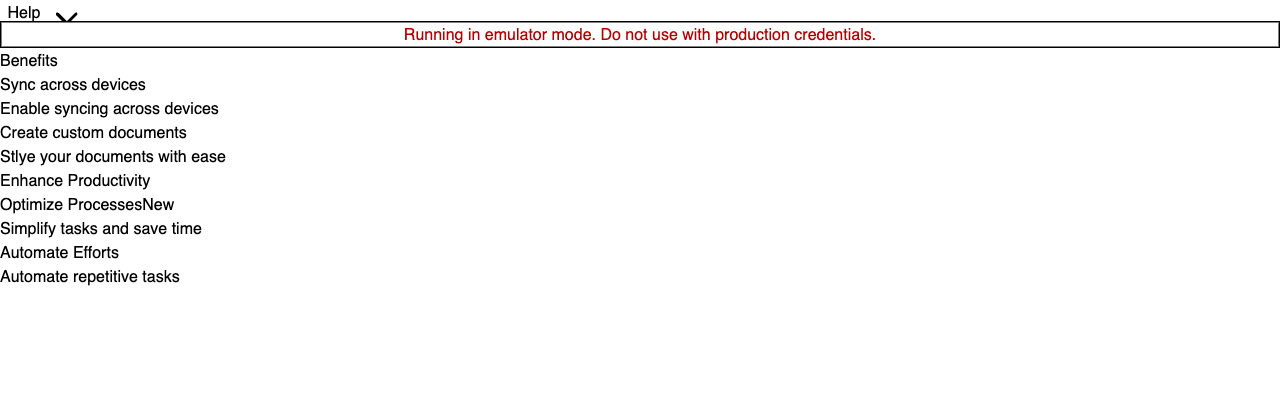 Help
Running in emulator mode. Do not use with production credentials.
Benefits
Sync across devices
Enable syncing across devices
Create custom documents
Stlye your documents with ease
Enhance Productivity
Optimize ProcessesNew
Simplify tasks and save time
Automate Efforts
Automate repetitive tasks